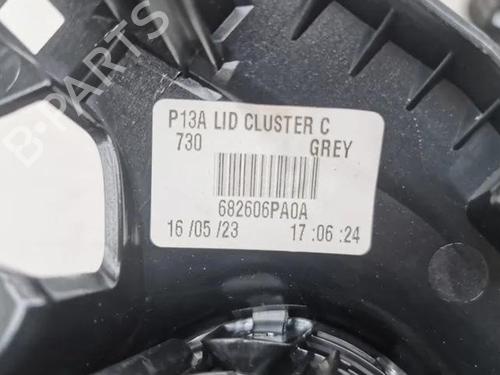 B-PARTS
P13A LID CLUSTER C
730 GREY
682606PA0A
16 /05 /23 17 :06 :24